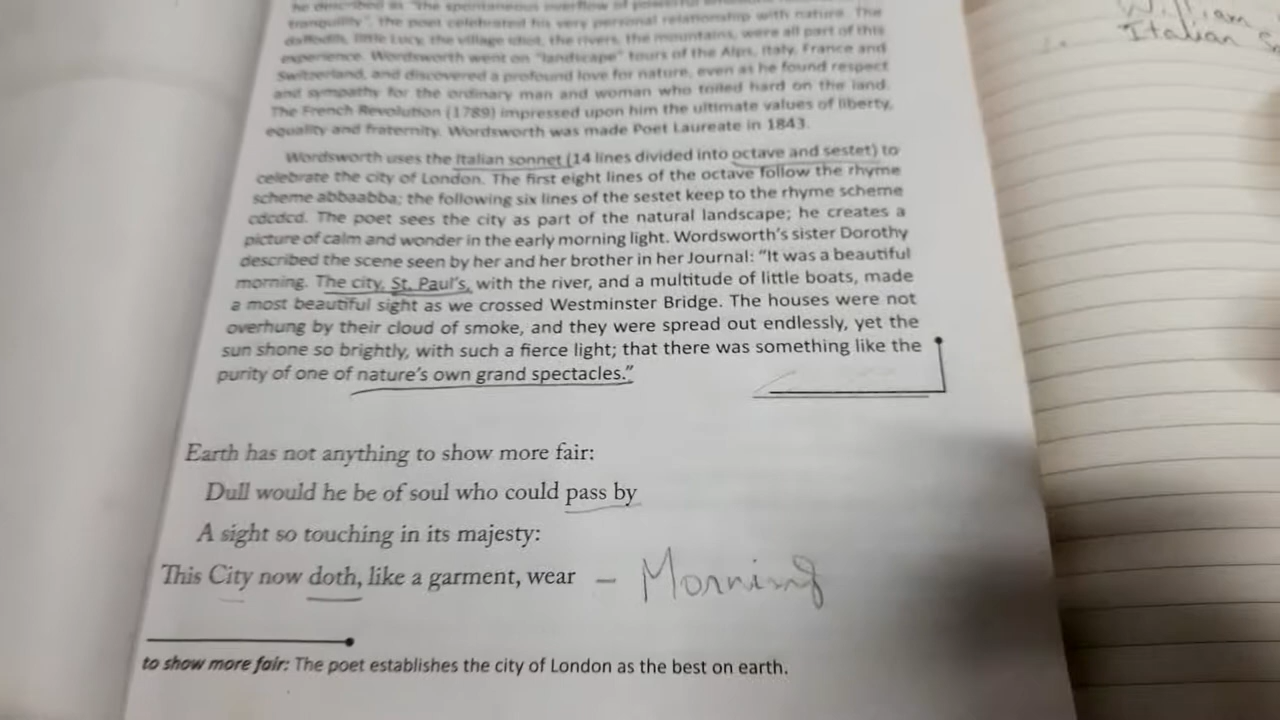 he described as "the spontaneous overflow of powerful
tranquility", the poet celebrated his very personal relationship with nature. The
daffodils, little Lucy, the village idiot, the rivers, the mountains, were all part of this
experience. Wordsworth went on "landscape" tours of the Alps, Italy, France and
Switzerland, and discovered a profound love for nature, even as he found respect
and sympathy for the ordinary man and woman who toiled hard on the land.
The French Revolution (1789) impressed upon him the ultimate values of liberty,
equality and fraternity. Wordsworth was made Poet Laureate in 1843.
Wordsworth uses the Italian sonnet (14 lines divided into octave and sestet) to
celebrate the city of London. The first eight lines of the octave follow the rhyme
scheme abbaabba; the following six lines of the sestet keep to the rhyme scheme
cdcdcd. The poet sees the city as part of the natural landscape; he creates a
picture of calm and wonder in the early morning light. Wordsworth's sister Dorothy
described the scene seen by her and her brother in her Journal: "It was a beautiful
morning. The city, St. Paul's, with the river, and a multitude of little boats, made
a most beautiful sight as we crossed Westminster Bridge. The houses were not
overhung by their cloud of smoke, and they were spread out endlessly, yet the
sun shone so brightly, with such a fierce light; that there was something like the
purity of one of nature's own grand spectacles."
Earth has not anything to show more fair:
Dull would he be of soul who could pass by
A sight so touching in its majesty:
This City now doth, like a garment, wear – Morning
to show more fair: The poet establishes the city of London as the best on earth.
William
Italian